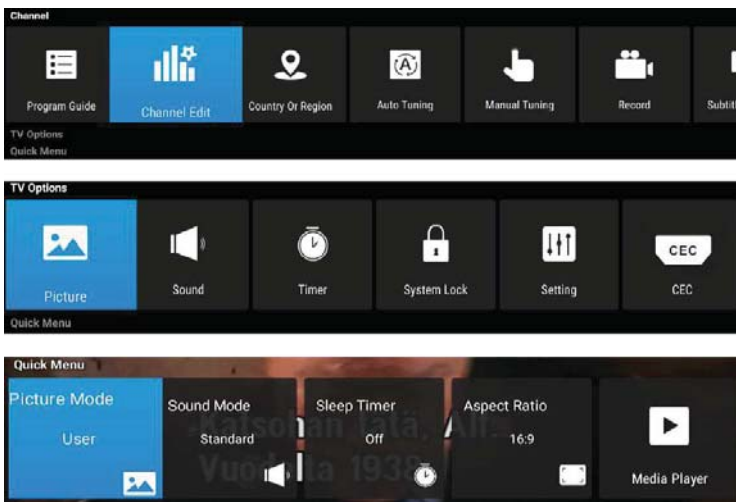 Channel
Program Guide
Channel Edit
Country Or Region
Auto Tuning
Manual Tuning
Record
TV Options
Quick Menu
TV Options
Picture
Sound
Timer
System Lock
Setting
CEC
CEC
Quick Menu
Quick Menu
Picture Mode
User
Sound Mode
Standard
Sleep Timer
Off
Aspect Ratio
16:9
Media Player